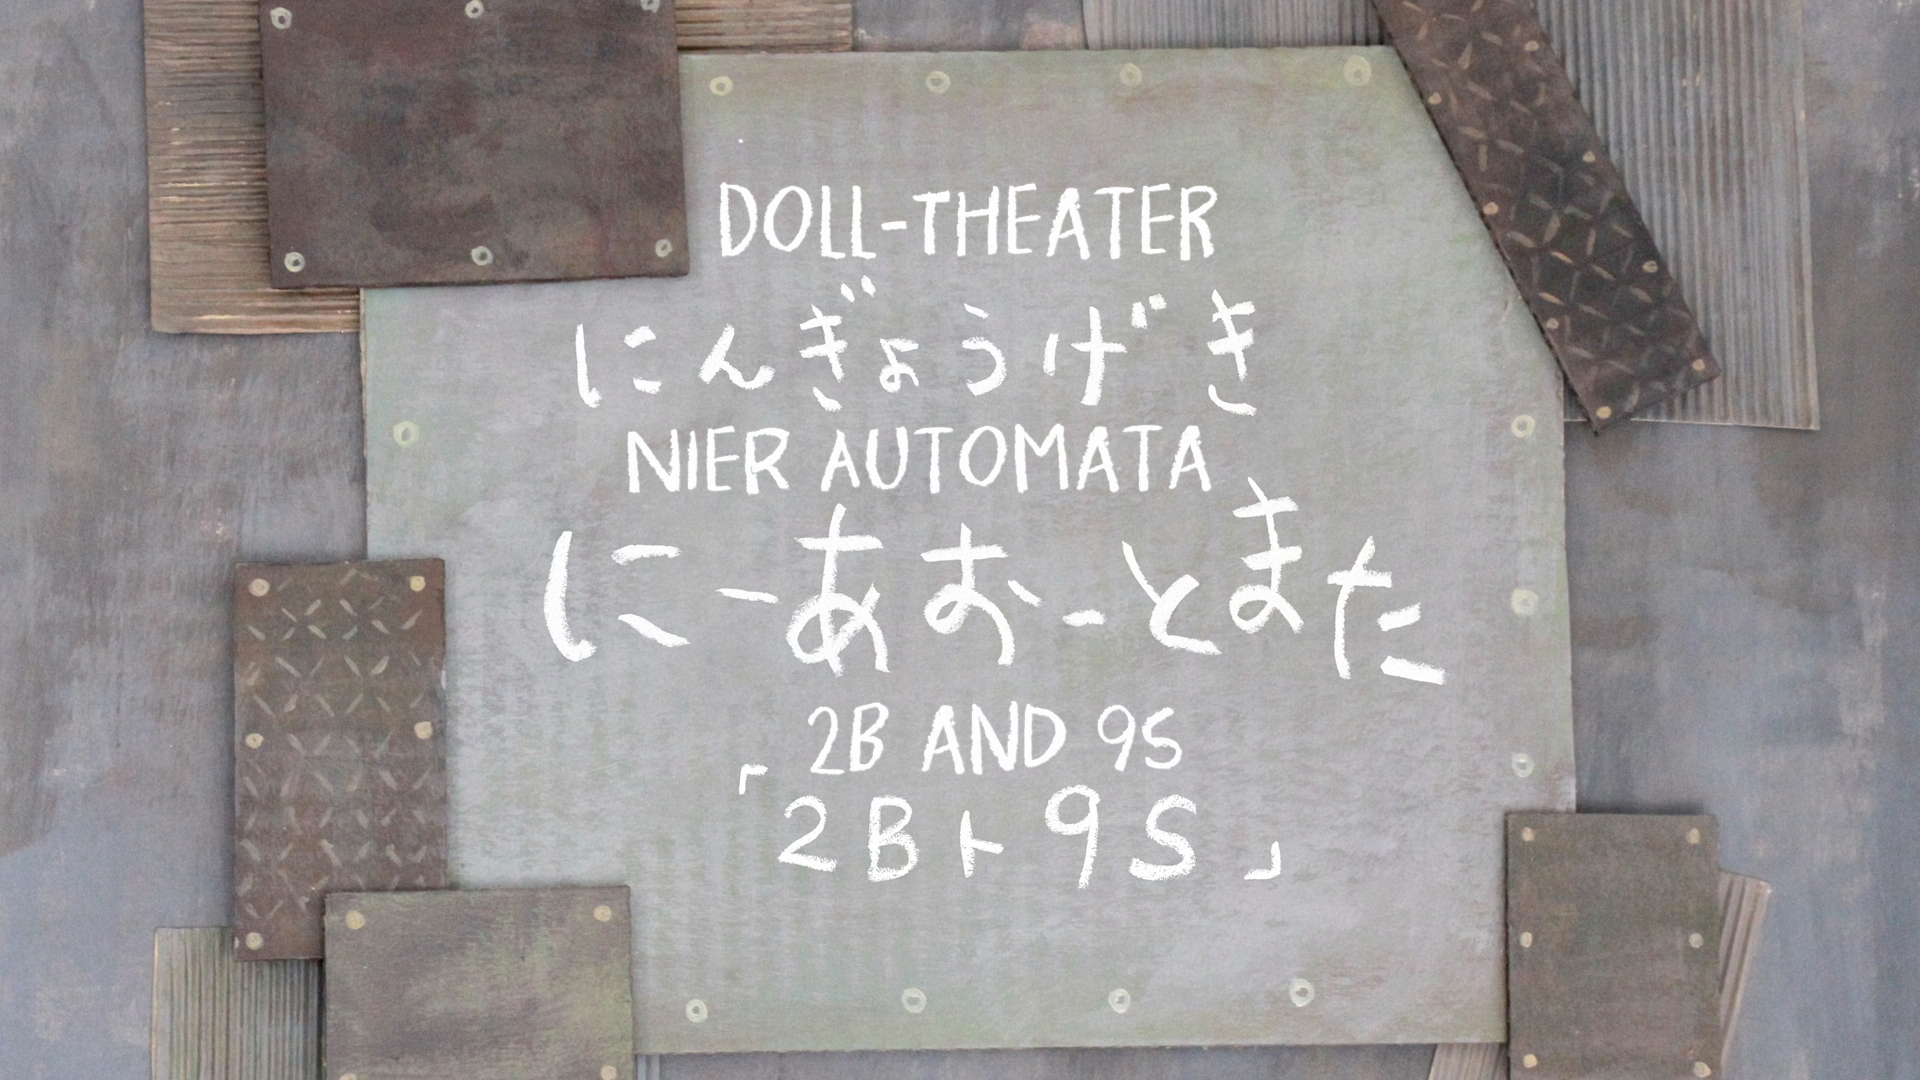 DOLL-THEATER
にんぎょうげき
NIER AUTOMATA
にーあおーとまた
2B AND 9S
「2Bト9S」